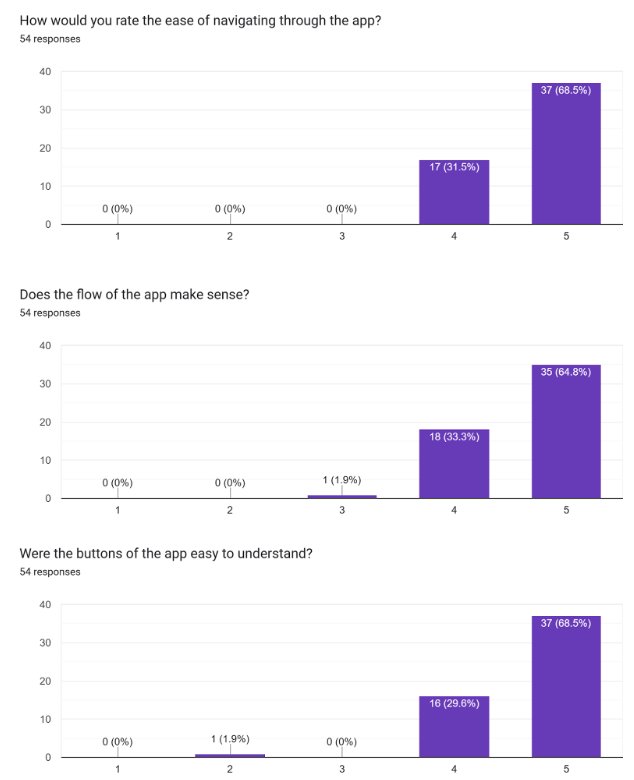 How would you rate the ease of navigating through the app?
54 responses
40
30
20
10
0
0 (0%) 0 (0%) 0 (0%) 17 (31.5%) 37 (68.5%)
1 2 3 4 5
Does the flow of the app make sense?
54 responses
40
30
20
10
0
0 (0%) 0 (0%) 1 (1.9%) 18 (33.3%) 35 (64.8%)
1 2 3 4 5
Were the buttons of the app easy to understand?
54 responses
40
30
20
10
0
0 (0%) 1 (1.9%) 0 (0%) 16 (29.6%) 37 (68.5%)
1 2 3 4 5